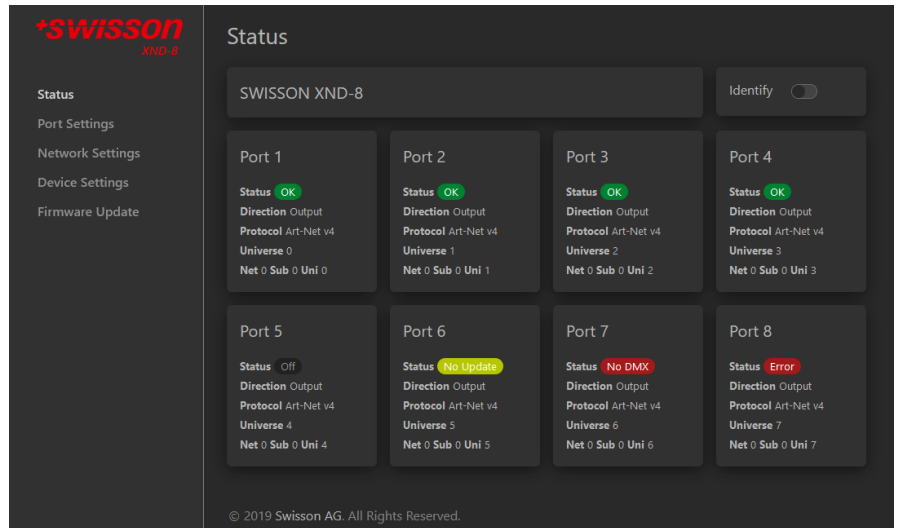 +swisson
XND-8
Status
Port Settings
Network Settings
Device Settings
Firmware Update
Status
SWISSON XND-8
Identify
Port 1
Status OK
Direction Output
Protocol Art-Net v4
Universe 0
Net 0 Sub 0 Uni 0
Port 2
Status OK
Direction Output
Protocol Art-Net v4
Universe 1
Net 0 Sub 0 Uni 1
Port 3
Status OK
Direction Output
Protocol Art-Net v4
Universe 2
Net 0 Sub 0 Uni 2
Port 4
Status OK
Direction Output
Protocol Art-Net v4
Universe 3
Net 0 Sub 0 Uni 3
Port 5
Status Off
Direction Output
Protocol Art-Net v4
Universe 4
Net 0 Sub 0 Uni 4
Port 6
Status No Update
Direction Output
Protocol Art-Net v4
Universe 5
Net 0 Sub 0 Uni 5
Port 7
Status No DMX
Direction Output
Protocol Art-Net v4
Universe 6
Net 0 Sub 0 Uni 6
Port 8
Status Error
Direction Output
Protocol Art-Net v4
Universe 7
Net 0 Sub 0 Uni 7
© 2019 Swisson AG. All Rights Reserved.